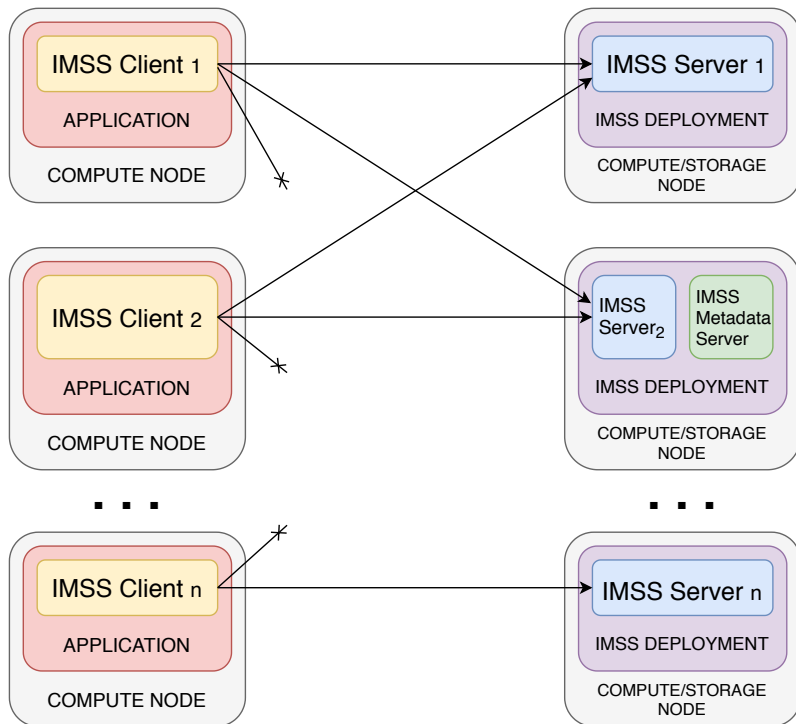 IMSS Client 1
APPLICATION
COMPUTE NODE
IMSS Server 1
IMSS DEPLOYMENT
COMPUTE/STORAGE
NODE
IMSS Client 2
APPLICATION
COMPUTE NODE
IMSS
Server2
IMSS
Metadata
Server
IMSS DEPLOYMENT
COMPUTE/STORAGE
NODE
. . .
. . .
IMSS Client n
APPLICATION
COMPUTE NODE
IMSS Server n
IMSS DEPLOYMENT
COMPUTE/STORAGE
NODE